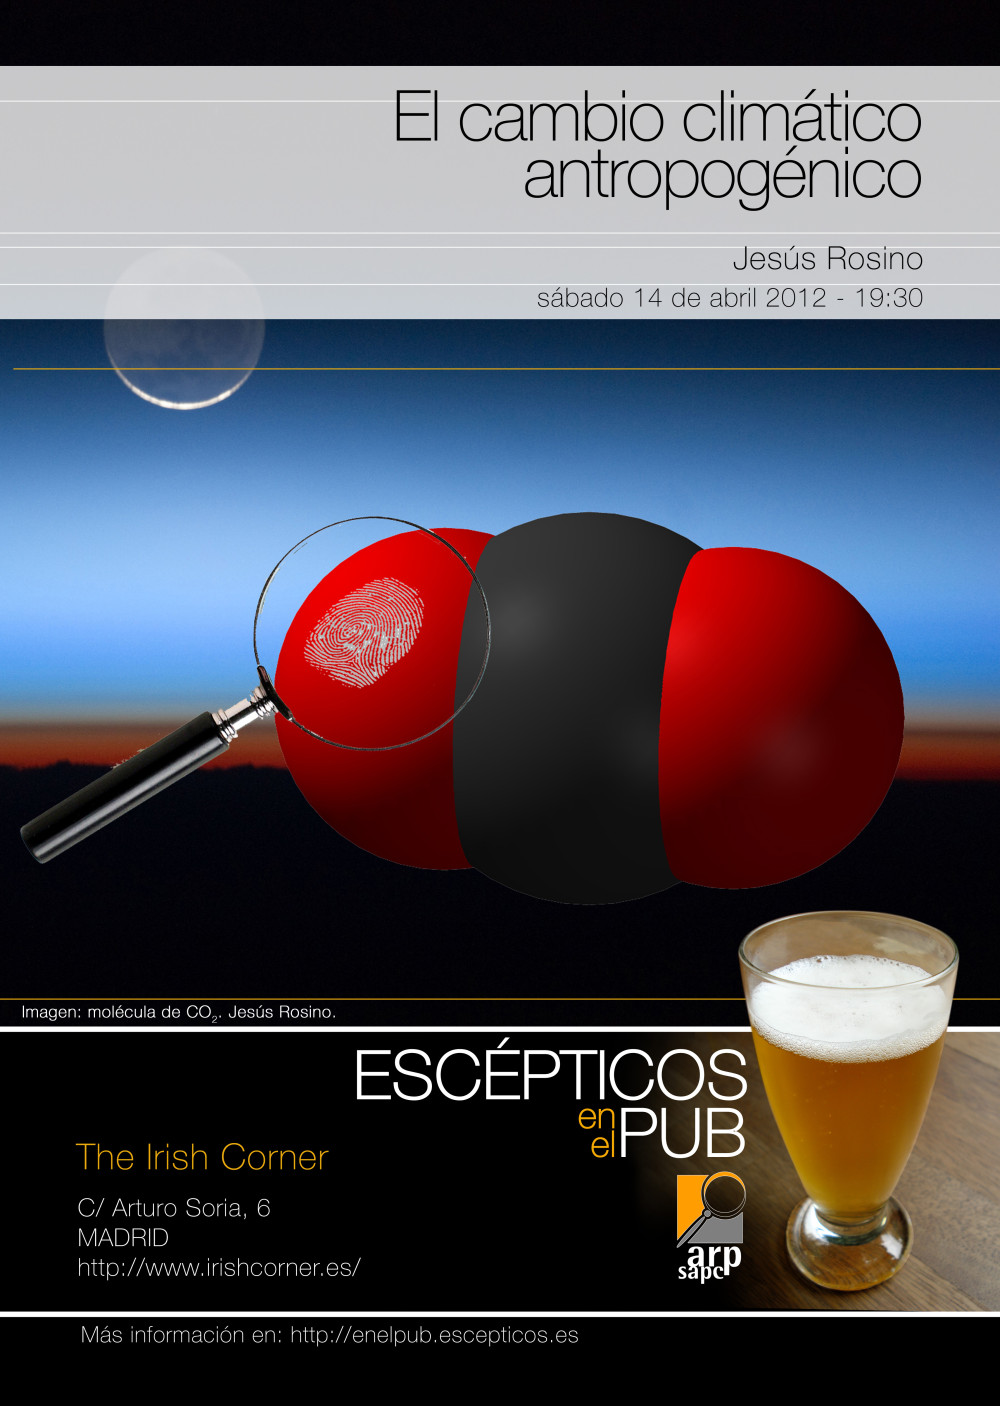 El cambio climático
antropogénico
Jesús Rosino
sábado 14 de abril 2012 - 19:30
Imagen: molécula de CO₂. Jesús Rosino.
ESCÉPTICOS
en
el PUB
The Irish Corner
C/ Arturo Soria, 6
MADRID
http://www.irishcorner.es/
arp
sapc
Más información en: http://enelpub.escepticos.es